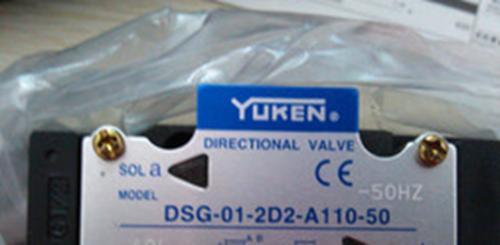 YUKEN®
DIRECTIONAL VALVE
SOL a
CE
-50HZ
MODEL
DSG-01-2D2-A110-50
A B